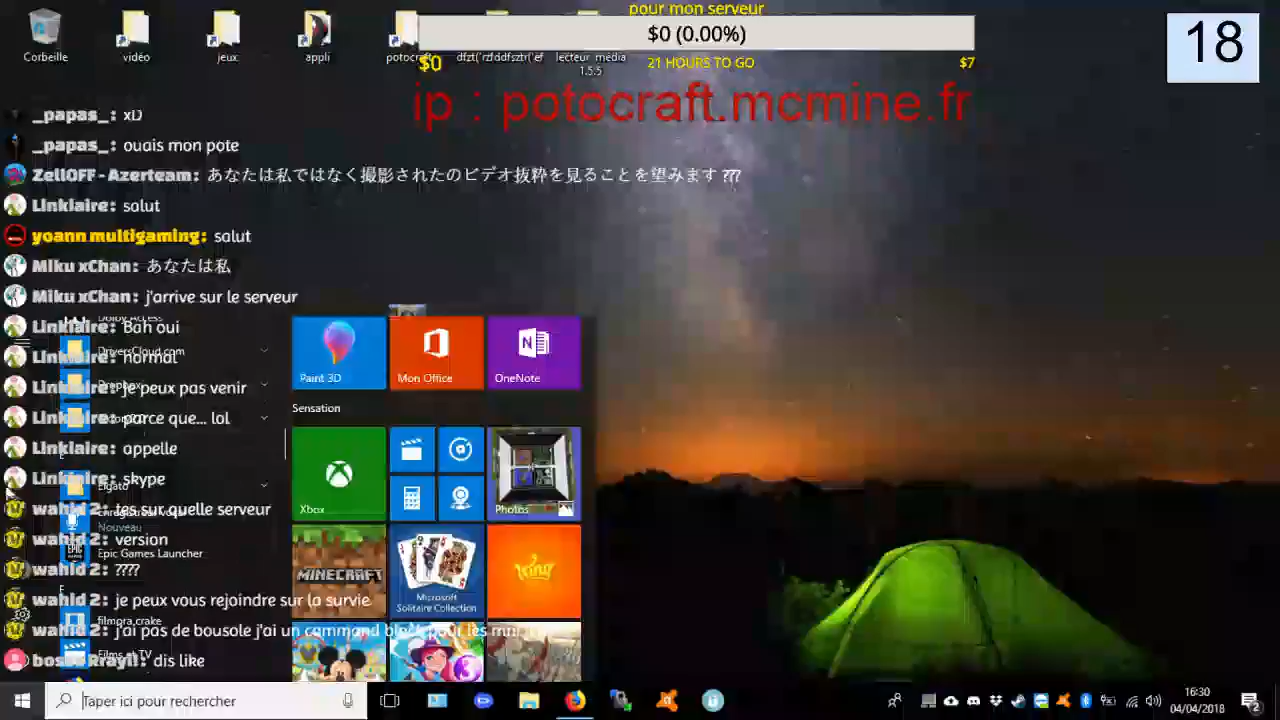 pour mon serveur
$0 (0.00%)
18
Corbeille
vidéo
jeux
appli
lecteur média
1.5.5
$0
21 HOURS TO GO
$7
ip : potocraft.mcmine.fr
_papas_: xD
_papas_: ouais mon pote
ZellOFF - Azerteam: あなたは私ではなく撮影されたのビデオ抜粋を見ることを望みます ???
Linklaire: salut
yoann multigaming: salut
Miku xChan: あなたは私
Miku xChan: j'arrive sur le serveur
Linklaire: Bah oui
DriversCloud.com
Linklaire: normal
Dropbox
Linklaire: je peux pas venir
Linklaire: parce que... lol
Linklaire: appelle
Linklaire: skype
Elgato
wahid 2: tes sur quelle serveur
Nouveau
wahid 2: version
Epic Games Launcher
wahid 2: ????
wahid 2: je peux vous rejoindre sur la survie
filmora.crake
wahid 2: j'ai pas de bousole j'ai un command block pour les
Films et TV
dis like
Paint 3D
Mon Office
OneNote
Sensation
Xbox
Photos
MINECRAFT
Microsoft
Solitaire Collection
King
Taper ici pour rechercher
16:30
04/04/2018
2